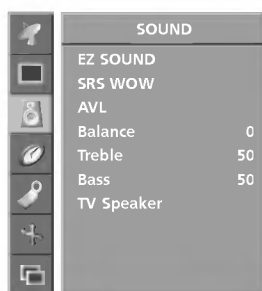 SOUND
EZ SOUND
SRS WOW
AVL
Balance 0
Treble 50
Bass 50
TV Speaker